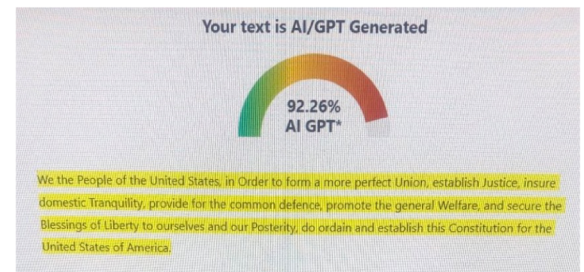 Your text is AI/GPT Generated
92.26%
AI GPT*
We the People of the United States, in Order to form a more perfect Union, establish Justice, insure
domestic Tranquility, provide for the common defence, promote the general Welfare, and secure the
Blessings of Liberty to ourselves and our Posterity, do ordain and establish this Constitution for the
United States of America.